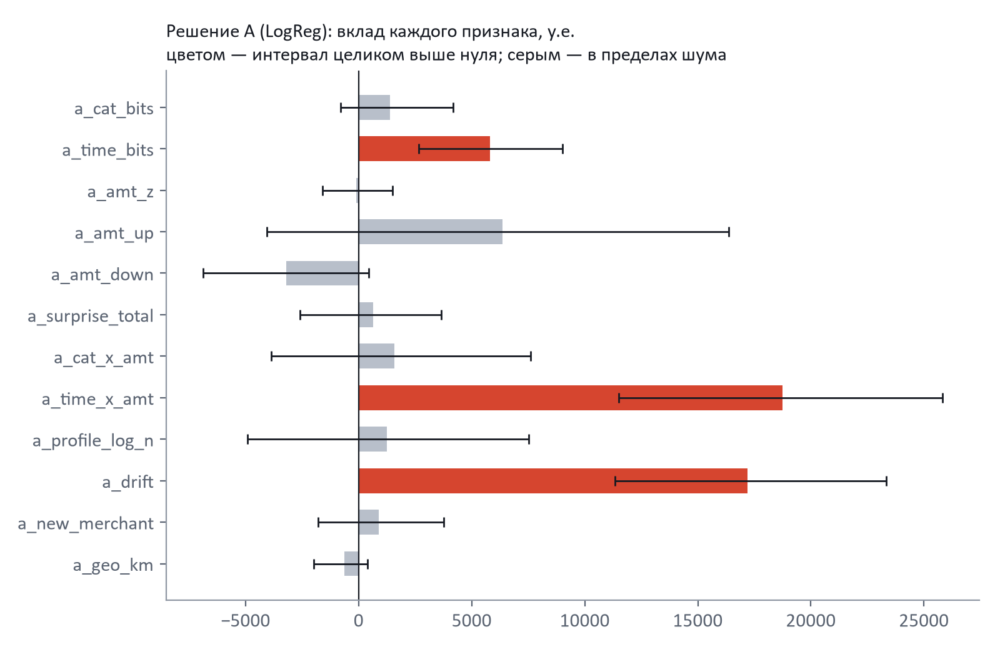 Решение A (LogReg): вклад каждого признака, у.е.
цветом — интервал целиком выше нуля; серым — в пределах шума
a_cat_bits
a_time_bits
a_amt_z
a_amt_up
a_amt_down
a_surprise_total
a_cat_x_amt
a_time_x_amt
a_profile_log_n
a_drift
a_new_merchant
a_geo_km
−5000 0 5000 10000 15000 20000 25000